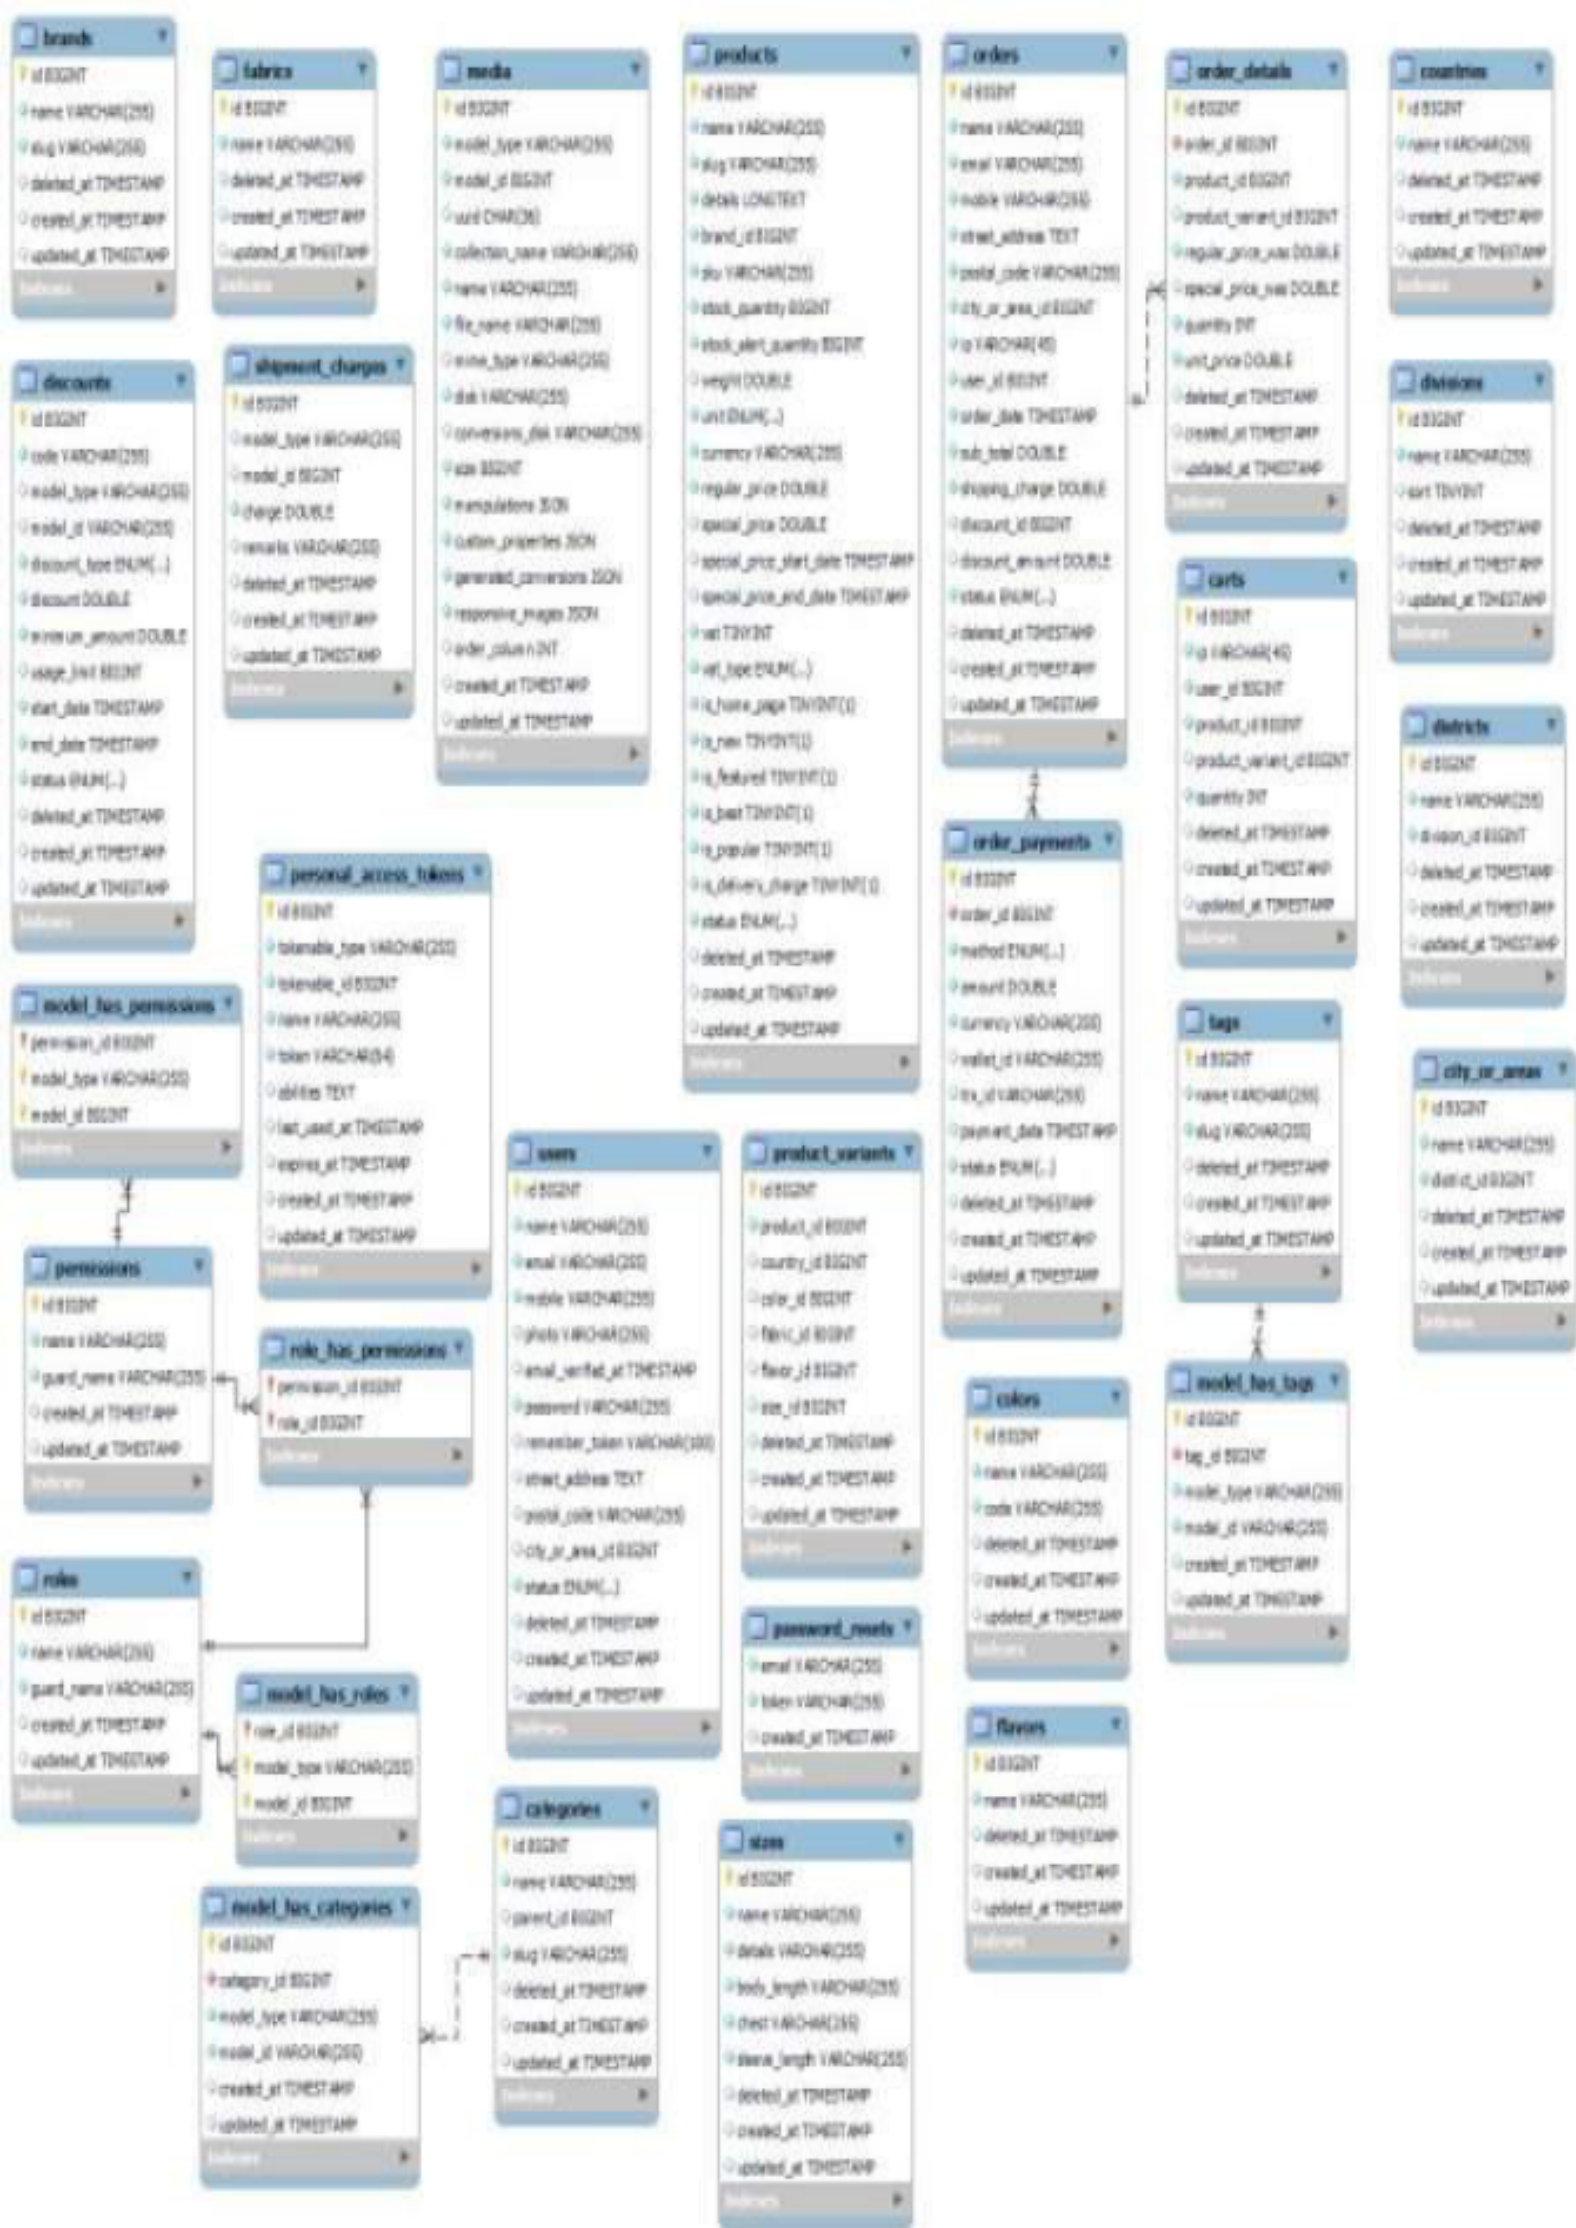 brands
id BIGINT
name VARCHAR(255)
slug VARCHAR(255)
deleted_at TIMESTAMP
created_at TIMESTAMP
updated_at TIMESTAMP
Indexes
fabrics
id BIGINT
name VARCHAR(255)
deleted_at TIMESTAMP
created_at TIMESTAMP
updated_at TIMESTAMP
Indexes
media
id BIGINT
model_type VARCHAR(255)
model_id BIGINT
uuid CHAR(36)
collection_name VARCHAR(255)
name VARCHAR(255)
file_name VARCHAR(255)
mime_type VARCHAR(255)
disk VARCHAR(255)
conversions_disk VARCHAR(255)
size BIGINT
manipulations JSON
custom_properties JSON
generated_conversions JSON
responsive_images JSON
order_column INT
created_at TIMESTAMP
updated_at TIMESTAMP
Indexes
products
id BIGINT
name VARCHAR(255)
slug VARCHAR(255)
details LONGTEXT
brand_id BIGINT
sku VARCHAR(255)
stock_quantity BIGINT
stock_alert_quantity BIGINT
weight DOUBLE
unit ENUM(...)
currency VARCHAR(255)
regular_price DOUBLE
special_price DOUBLE
special_price_start_date TIMESTAMP
special_price_end_date TIMESTAMP
vat TINYINT
vat_type ENUM(...)
is_home_page TINYINT(1)
is_new TINYINT(1)
is_featured TINYINT(1)
is_best TINYINT(1)
is_popular TINYINT(1)
is_delivery_charge TINYINT(1)
status ENUM(...)
deleted_at TIMESTAMP
created_at TIMESTAMP
updated_at TIMESTAMP
Indexes
orders
id BIGINT
name VARCHAR(255)
email VARCHAR(255)
mobile VARCHAR(255)
street_address TEXT
postal_code VARCHAR(255)
city_or_area_id BIGINT
ip VARCHAR(45)
user_id BIGINT
order_date TIMESTAMP
sub_total DOUBLE
shipping_charge DOUBLE
discount_id BIGINT
discount_amount DOUBLE
status ENUM(...)
deleted_at TIMESTAMP
created_at TIMESTAMP
updated_at TIMESTAMP
Indexes
order_details
id BIGINT
order_id BIGINT
product_id BIGINT
product_variant_id BIGINT
regular_price_was DOUBLE
special_price_was DOUBLE
quantity INT
unit_price DOUBLE
deleted_at TIMESTAMP
created_at TIMESTAMP
updated_at TIMESTAMP
Indexes
countries
id BIGINT
name VARCHAR(255)
deleted_at TIMESTAMP
created_at TIMESTAMP
updated_at TIMESTAMP
Indexes
discounts
id BIGINT
code VARCHAR(255)
model_type VARCHAR(255)
model_id VARCHAR(255)
discount_type ENUM(...)
discount DOUBLE
minimum_amount DOUBLE
usage_limit BIGINT
start_date TIMESTAMP
end_date TIMESTAMP
status ENUM(...)
deleted_at TIMESTAMP
created_at TIMESTAMP
updated_at TIMESTAMP
Indexes
shipment_charges
id BIGINT
model_type VARCHAR(255)
model_id BIGINT
charge DOUBLE
remarks VARCHAR(255)
deleted_at TIMESTAMP
created_at TIMESTAMP
updated_at TIMESTAMP
Indexes
divisions
id BIGINT
name VARCHAR(255)
sort TINYINT
deleted_at TIMESTAMP
created_at TIMESTAMP
updated_at TIMESTAMP
Indexes
carts
id BIGINT
ip VARCHAR(45)
user_id BIGINT
product_id BIGINT
product_variant_id BIGINT
quantity INT
deleted_at TIMESTAMP
created_at TIMESTAMP
updated_at TIMESTAMP
Indexes
districts
id BIGINT
name VARCHAR(255)
division_id BIGINT
deleted_at TIMESTAMP
created_at TIMESTAMP
updated_at TIMESTAMP
Indexes
order_payments
id BIGINT
order_id BIGINT
method ENUM(...)
amount DOUBLE
currency VARCHAR(255)
wallet_id VARCHAR(255)
trx_id VARCHAR(255)
payment_date TIMESTAMP
status ENUM(...)
deleted_at TIMESTAMP
created_at TIMESTAMP
updated_at TIMESTAMP
Indexes
personal_access_tokens
id BIGINT
tokenable_type VARCHAR(255)
tokenable_id BIGINT
name VARCHAR(255)
token VARCHAR(64)
abilities TEXT
last_used_at TIMESTAMP
expires_at TIMESTAMP
created_at TIMESTAMP
updated_at TIMESTAMP
Indexes
model_has_permissions
permission_id BIGINT
model_type VARCHAR(255)
model_id BIGINT
Indexes
tags
id BIGINT
name VARCHAR(255)
slug VARCHAR(255)
deleted_at TIMESTAMP
created_at TIMESTAMP
updated_at TIMESTAMP
Indexes
city_or_areas
id BIGINT
name VARCHAR(255)
district_id BIGINT
deleted_at TIMESTAMP
created_at TIMESTAMP
updated_at TIMESTAMP
Indexes
users
id BIGINT
name VARCHAR(255)
email VARCHAR(255)
mobile VARCHAR(255)
photo VARCHAR(255)
email_verified_at TIMESTAMP
password VARCHAR(255)
remember_token VARCHAR(100)
street_address TEXT
postal_code VARCHAR(255)
city_or_area_id BIGINT
status ENUM(...)
deleted_at TIMESTAMP
created_at TIMESTAMP
updated_at TIMESTAMP
Indexes
product_variants
id BIGINT
product_id BIGINT
country_id BIGINT
color_id BIGINT
fabric_id BIGINT
flavor_id BIGINT
size_id BIGINT
deleted_at TIMESTAMP
created_at TIMESTAMP
updated_at TIMESTAMP
Indexes
permissions
id BIGINT
name VARCHAR(255)
guard_name VARCHAR(255)
created_at TIMESTAMP
updated_at TIMESTAMP
Indexes
role_has_permissions
permission_id BIGINT
role_id BIGINT
Indexes
colors
id BIGINT
name VARCHAR(255)
code VARCHAR(255)
deleted_at TIMESTAMP
created_at TIMESTAMP
updated_at TIMESTAMP
Indexes
model_has_tags
id BIGINT
tag_id BIGINT
model_type VARCHAR(255)
model_id VARCHAR(255)
created_at TIMESTAMP
updated_at TIMESTAMP
Indexes
roles
id BIGINT
name VARCHAR(255)
guard_name VARCHAR(255)
created_at TIMESTAMP
updated_at TIMESTAMP
Indexes
model_has_roles
role_id BIGINT
model_type VARCHAR(255)
model_id BIGINT
Indexes
password_resets
email VARCHAR(255)
token VARCHAR(255)
created_at TIMESTAMP
Indexes
flavors
id BIGINT
name VARCHAR(255)
deleted_at TIMESTAMP
created_at TIMESTAMP
updated_at TIMESTAMP
Indexes
categories
id BIGINT
name VARCHAR(255)
parent_id BIGINT
slug VARCHAR(255)
deleted_at TIMESTAMP
created_at TIMESTAMP
updated_at TIMESTAMP
Indexes
sizes
id BIGINT
name VARCHAR(255)
details VARCHAR(255)
body_length VARCHAR(255)
chest VARCHAR(255)
sleeve_length VARCHAR(255)
deleted_at TIMESTAMP
created_at TIMESTAMP
updated_at TIMESTAMP
Indexes
model_has_categories
id BIGINT
category_id BIGINT
model_type VARCHAR(255)
model_id VARCHAR(255)
created_at TIMESTAMP
updated_at TIMESTAMP
Indexes